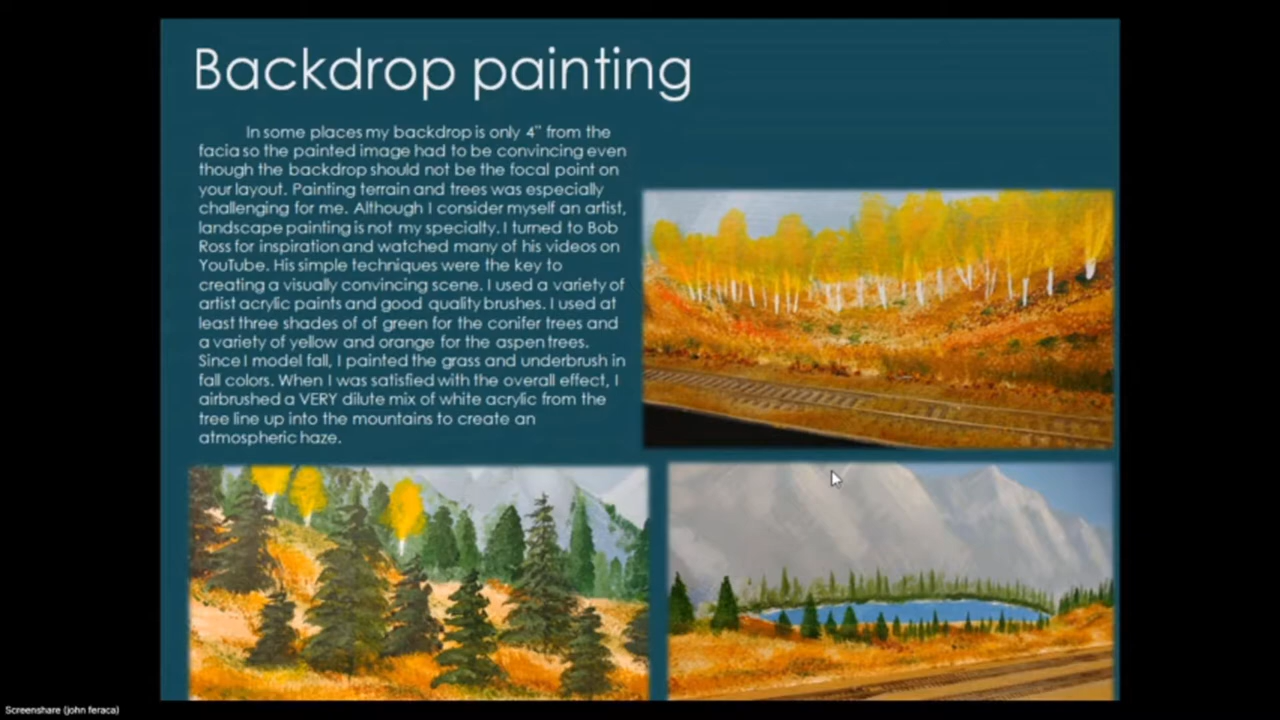 Backdrop painting
In some places my backdrop is only 4" from the
facia so the painted image had to be convincing even
though the backdrop should not be the focal point on
your layout. Painting terrain and trees was especially
challenging for me. Although I consider myself an artist,
landscape painting is not my specialty. I turned to Bob
Ross for inspiration and watched many of his videos on
YouTube. His simple techniques were the key to
creating a visually convincing scene. I used a variety of
artist acrylic paints and good quality brushes. I used at
least three shades of of green for the conifer trees and
a variety of yellow and orange for the aspen trees.
Since I model fall, I painted the grass and underbrush in
fall colors. When I was satisfied with the overall effect, I
airbrushed a VERY dilute mix of white acrylic from the
tree line up into the mountains to create an
atmospheric haze.
Screenshare (john feraca)